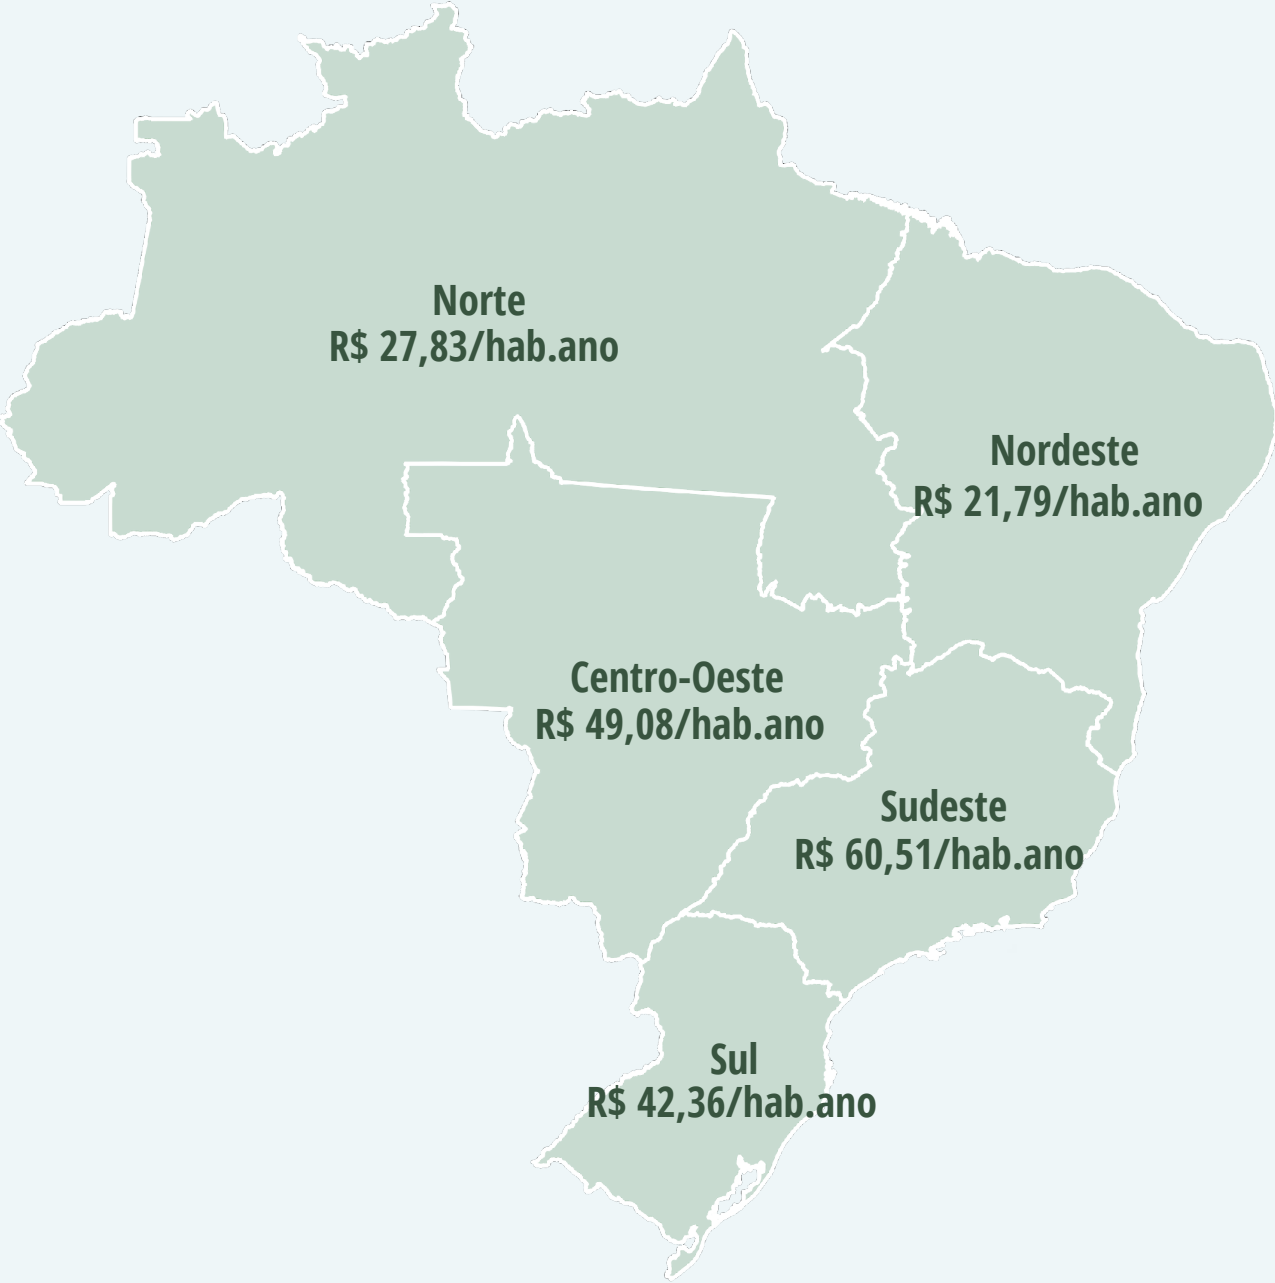 Norte
R$ 27,83/hab.ano
Nordeste
R$ 21,79/hab.ano
Centro-Oeste
R$ 49,08/hab.ano
Sudeste
R$ 60,51/hab.ano
Sul
R$ 42,36/hab.ano